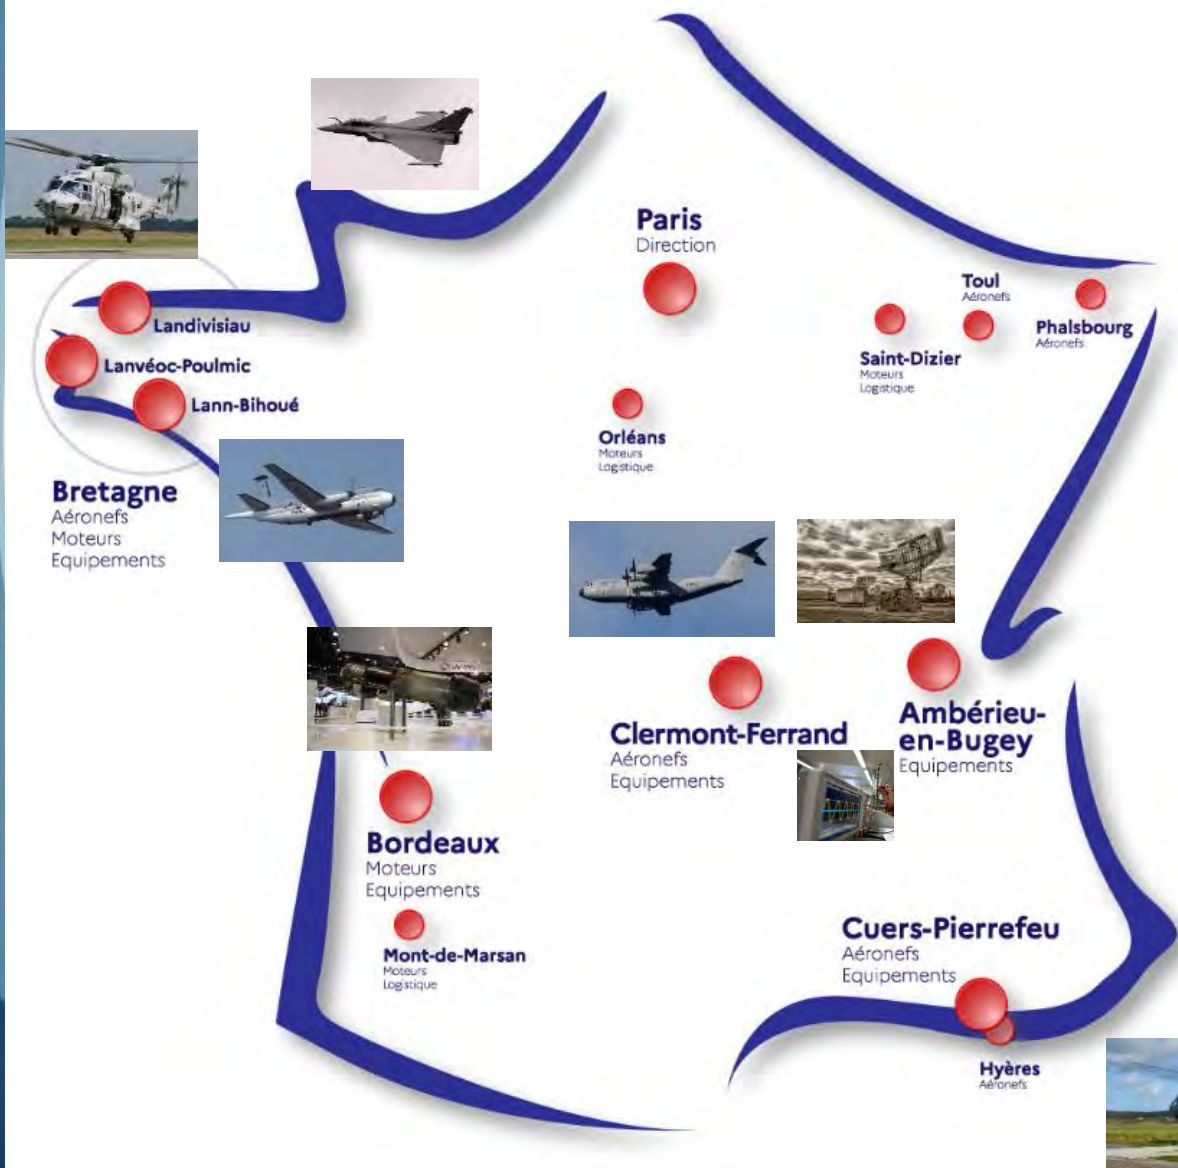 Paris
Direction
Toul
Aéronefs
Phalsbourg
Aéronefs
Landivisiau
Saint-Dizier
Moteurs
Logistique
Lanvéoc-Poulmic
Lann-Bihoué
Orléans
Moteurs
Logistique
Bretagne
Aéronefs
Moteurs
Equipements
Clermont-Ferrand
Aéronefs
Equipements
Ambérieu-
en-Bugey
Equipements
Bordeaux
Moteurs
Equipements
Mont-de-Marsan
Moteurs
Logistique
Cuers-Pierrefeu
Aéronefs
Equipements
Hyères
Aéronefs